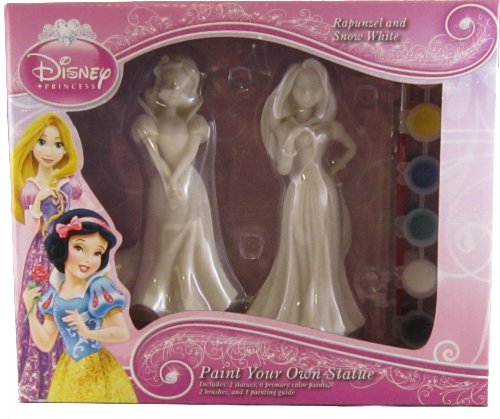 Rapunzel and
Snow White
Disney
PRINCESS
Paint Your Own Statue
Includes: 2 statues, 6 primary color paints,
2 brushes, and 1 painting guide